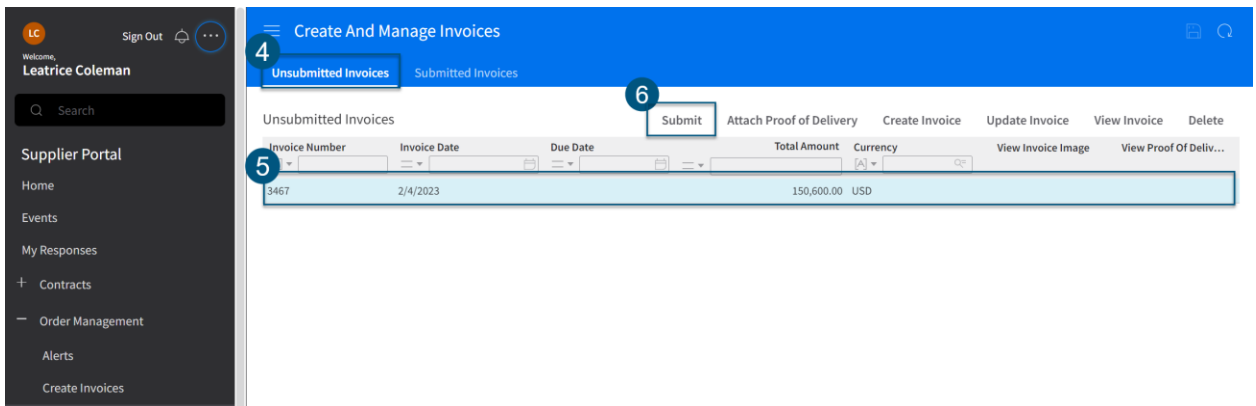 LC
Sign Out
Welcome,
Leatrice Coleman
Search
Supplier Portal
Home
Events
My Responses
+ Contracts
− Order Management
Alerts
Create Invoices
Create And Manage Invoices
4
Unsubmitted Invoices Submitted Invoices
6
Unsubmitted Invoices Submit Attach Proof of Delivery Create Invoice Update Invoice View Invoice Delete
Invoice Number Invoice Date Due Date Total Amount Currency View Invoice Image View Proof Of Deliv...
[A]
5
3467 2/4/2023 150,600.00 USD